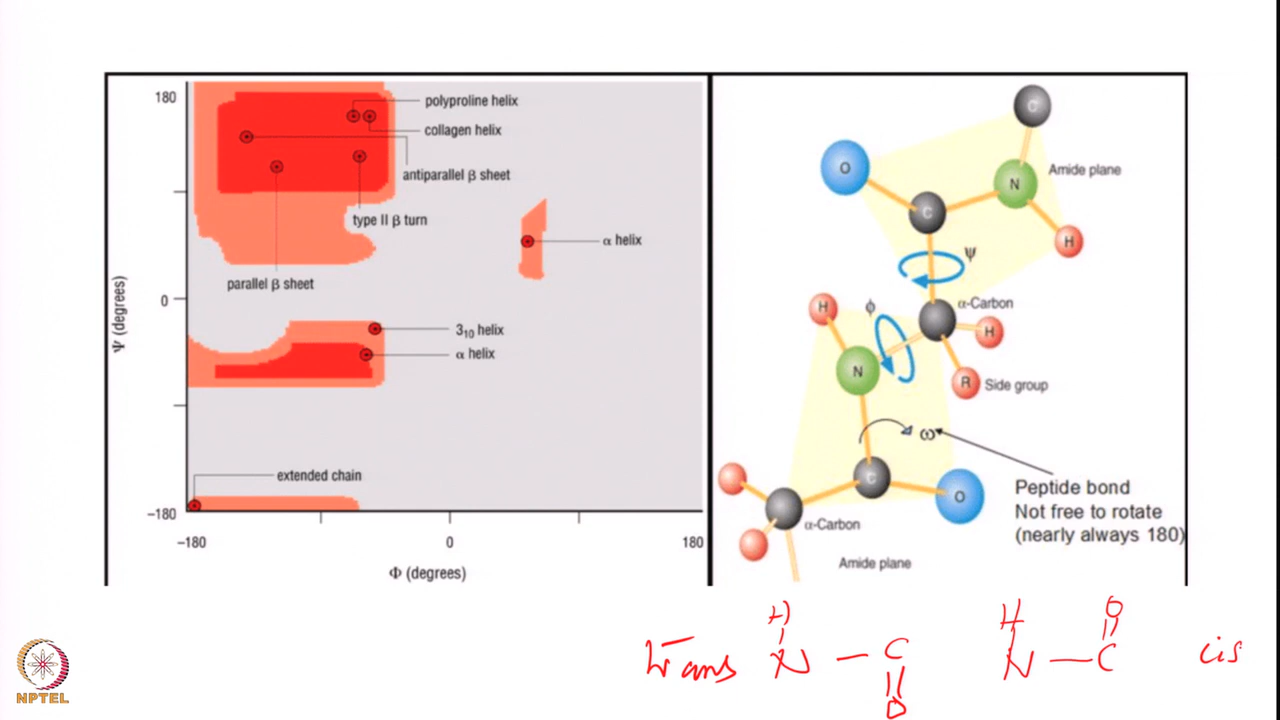 180
polyproline helix
collagen helix
antiparallel β sheet
type II β turn
parallel β sheet
α helix
Ψ (degrees)
0
3₁₀ helix
α helix
extended chain
−180
−180 0 180
Φ (degrees)
C
O
Amide plane
N
C
H
ψ
α-Carbon
H
ϕ
H
N
R Side group
ω
C
O
Peptide bond
Not free to rotate
(nearly always 180)
α-Carbon
Amide plane
H H O
Trans N — C N — C cis
O
NPTEL